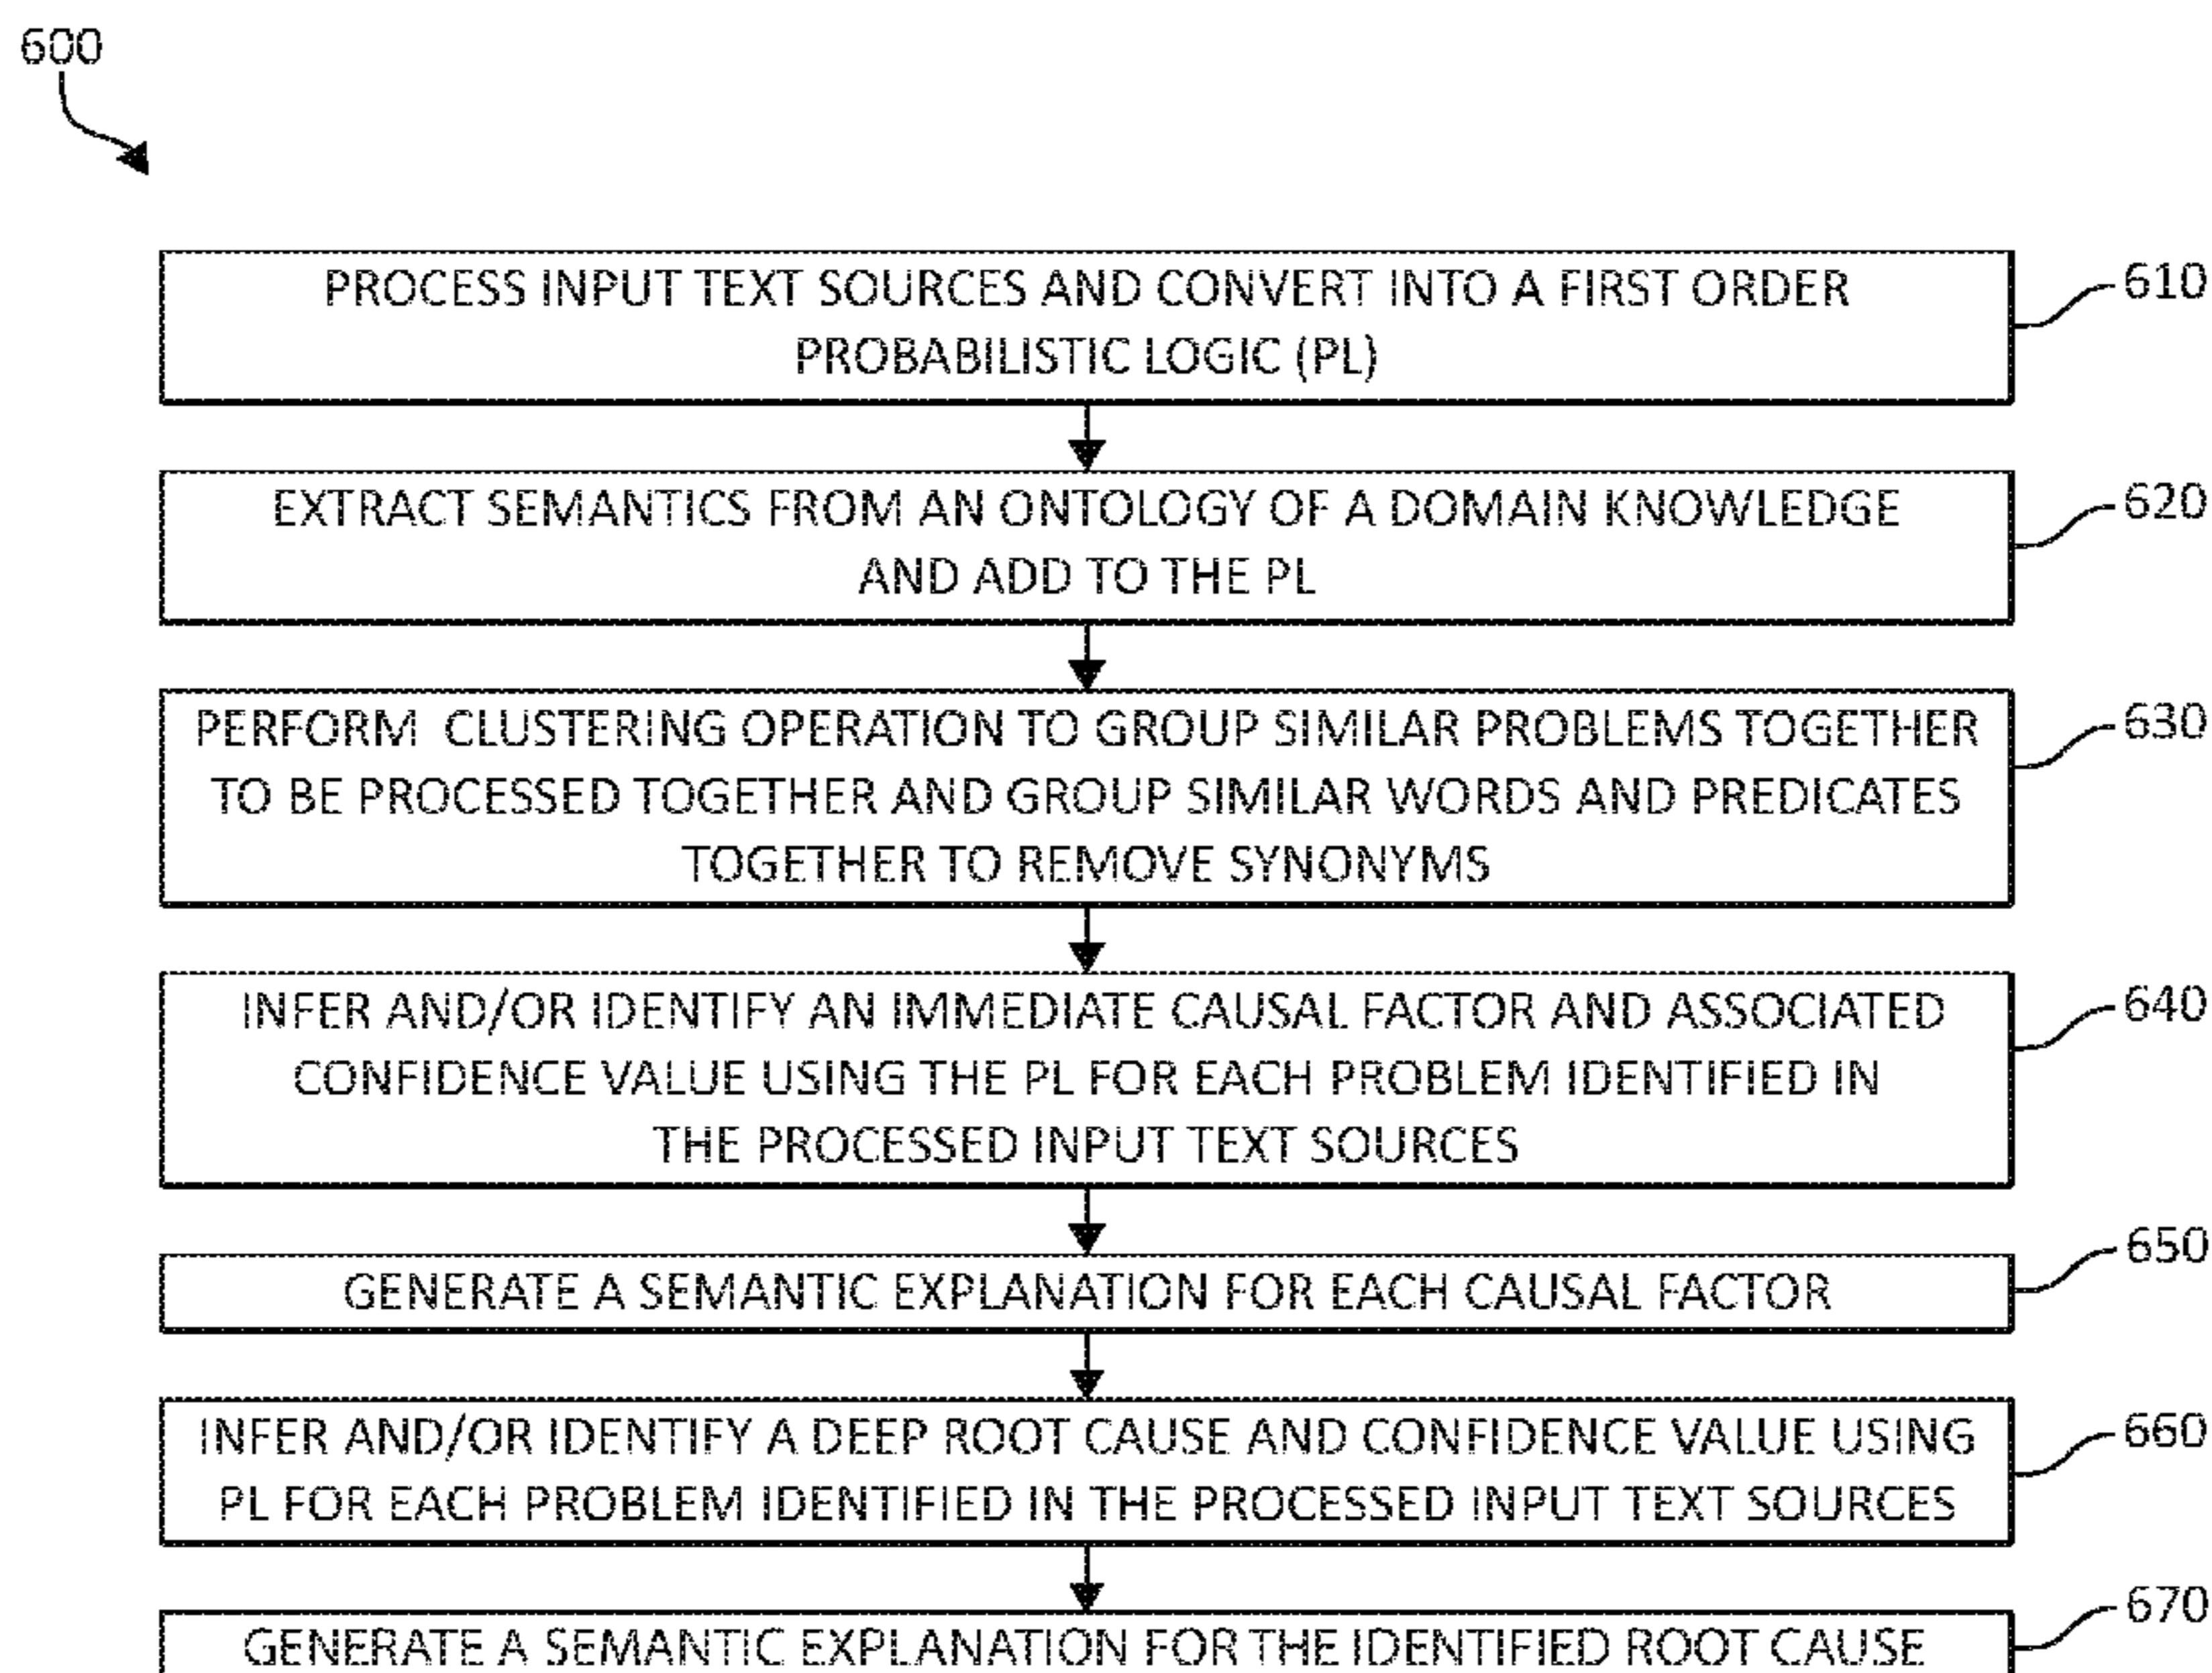 600
PROCESS INPUT TEXT SOURCES AND CONVERT INTO A FIRST ORDER
PROBABILISTIC LOGIC (PL)
610
EXTRACT SEMANTICS FROM AN ONTOLOGY OF A DOMAIN KNOWLEDGE
AND ADD TO THE PL
620
PERFORM CLUSTERING OPERATION TO GROUP SIMILAR PROBLEMS TOGETHER
TO BE PROCESSED TOGETHER AND GROUP SIMILAR WORDS AND PREDICATES
TOGETHER TO REMOVE SYNONYMS
630
INFER AND/OR IDENTIFY AN IMMEDIATE CAUSAL FACTOR AND ASSOCIATED
CONFIDENCE VALUE USING THE PL FOR EACH PROBLEM IDENTIFIED IN
THE PROCESSED INPUT TEXT SOURCES
640
GENERATE A SEMANTIC EXPLANATION FOR EACH CAUSAL FACTOR
650
INFER AND/OR IDENTIFY A DEEP ROOT CAUSE AND CONFIDENCE VALUE USING
PL FOR EACH PROBLEM IDENTIFIED IN THE PROCESSED INPUT TEXT SOURCES
660
GENERATE A SEMANTIC EXPLANATION FOR THE IDENTIFIED ROOT CAUSE
670